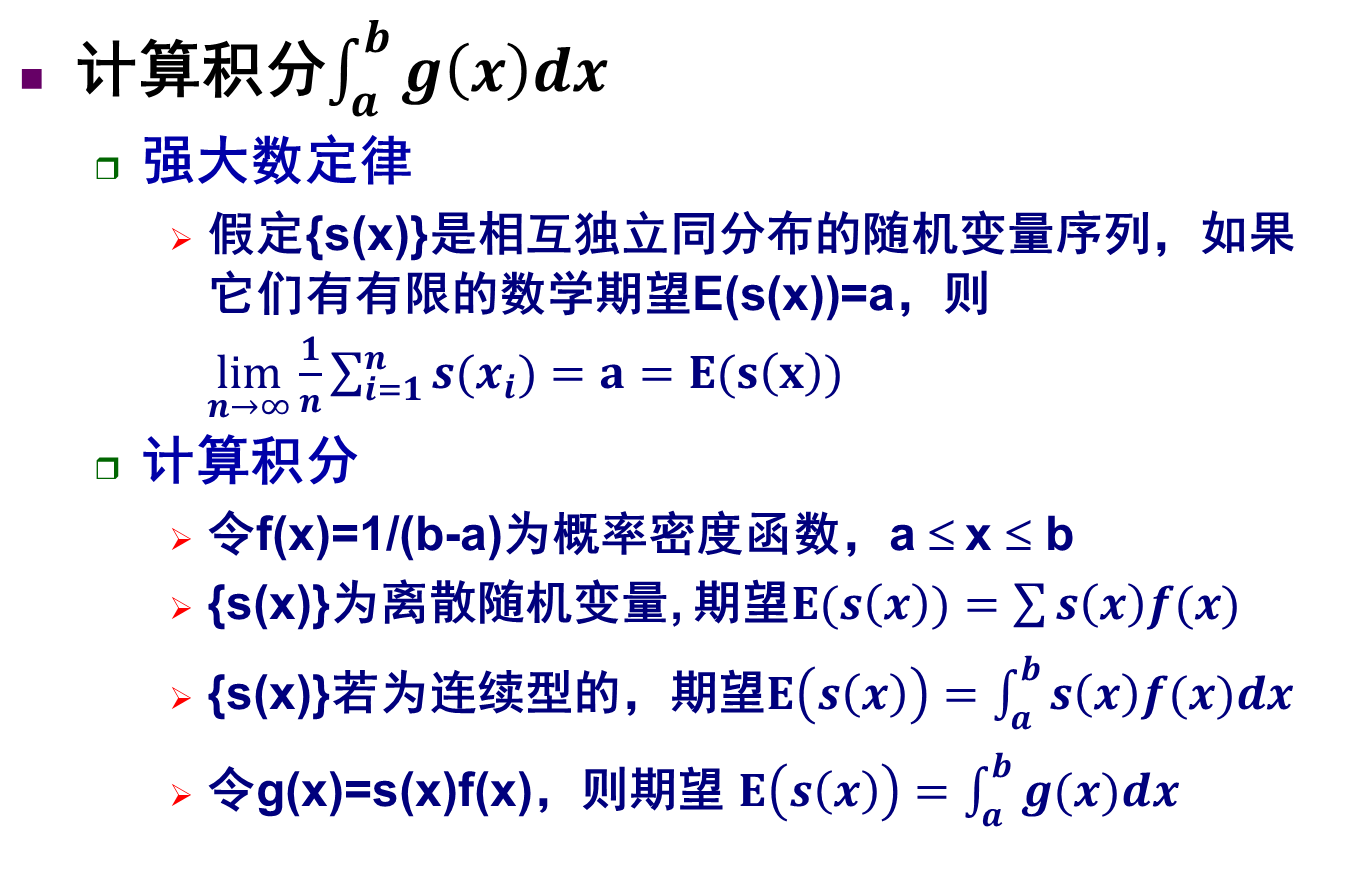 计算积分∫_a^b g(x)dx
强大数定律
假定{s(x)}是相互独立同分布的随机变量序列，如果
它们有有限的数学期望E(s(x))=a，则
lim_{n→∞} 1/n ∑_{i=1}^n s(x_i) = a = E(s(x))
计算积分
令f(x)=1/(b-a)为概率密度函数，a ≤ x ≤ b
{s(x)}为离散随机变量, 期望E(s(x)) = ∑ s(x)f(x)
{s(x)}若为连续型的，期望E(s(x)) = ∫_a^b s(x)f(x)dx
令g(x)=s(x)f(x)，则期望 E(s(x)) = ∫_a^b g(x)dx